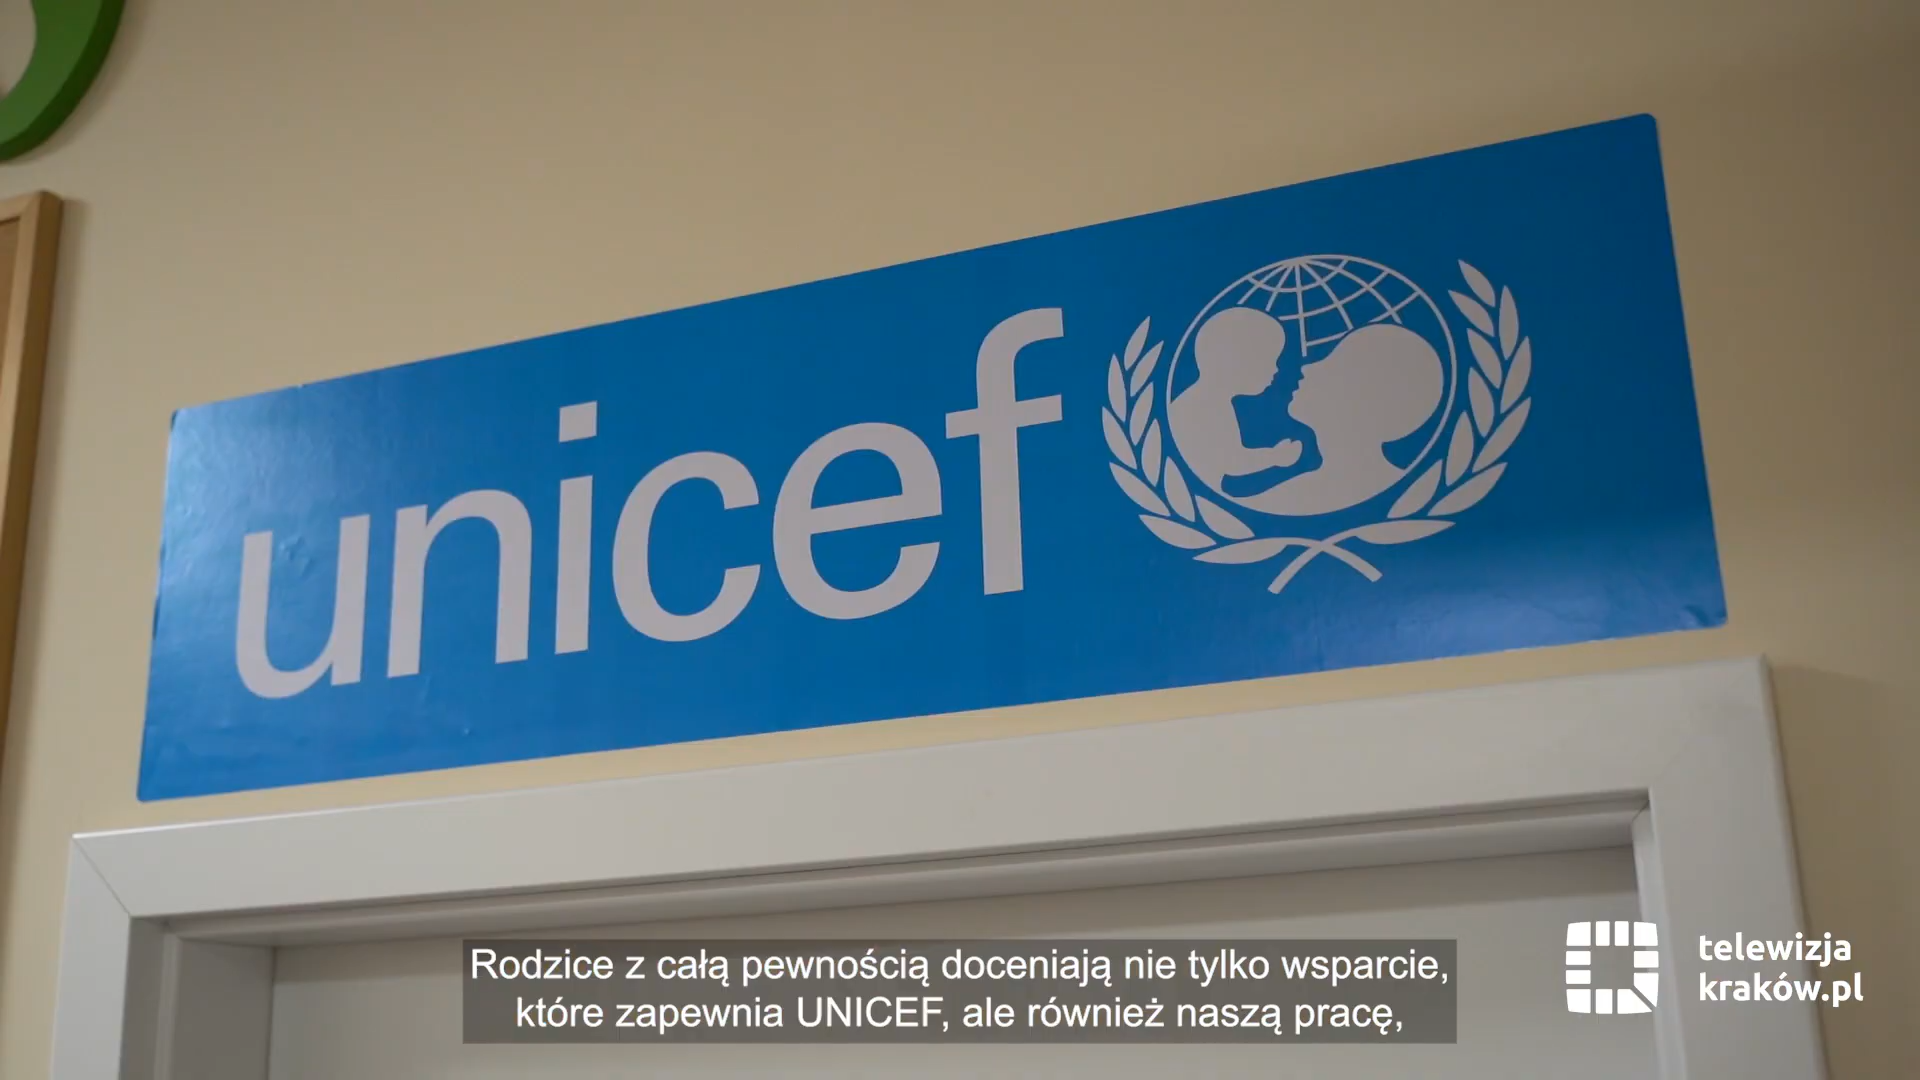 unicef
Rodzice z całą pewnością doceniają nie tylko wsparcie,
które zapewnia UNICEF, ale również naszą pracę,
telewizja
kraków.pl